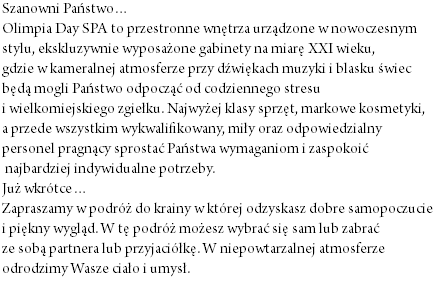 Szanowni Państwo...
Olimpia Day SPA to przestronne wnętrza urządzone w nowoczesnym
stylu, ekskluzywnie wyposażone gabinety na miarę XXI wieku,
gdzie w kameralnej atmosferze przy dźwiękach muzyki i blasku świec
będą mogli Państwo odpocząć od codziennego stresu
i wielkomiejskiego zgiełku. Najwyżej klasy sprzęt, markowe kosmetyki,
a przede wszystkim wykwalifikowany, miły oraz odpowiedzialny
personel pragnący sprostać Państwa wymaganiom i zaspokoić
najbardziej indywidualne potrzeby.
Już wkrótce...
Zapraszamy w podróż do krainy w której odzyskasz dobre samopoczucie
i piękny wygląd. W tę podróż możesz wybrać się sam lub zabrać
ze sobą partnera lub przyjaciółkę. W niepowtarzalnej atmosferze
odrodzimy Wasze ciało i umysł.